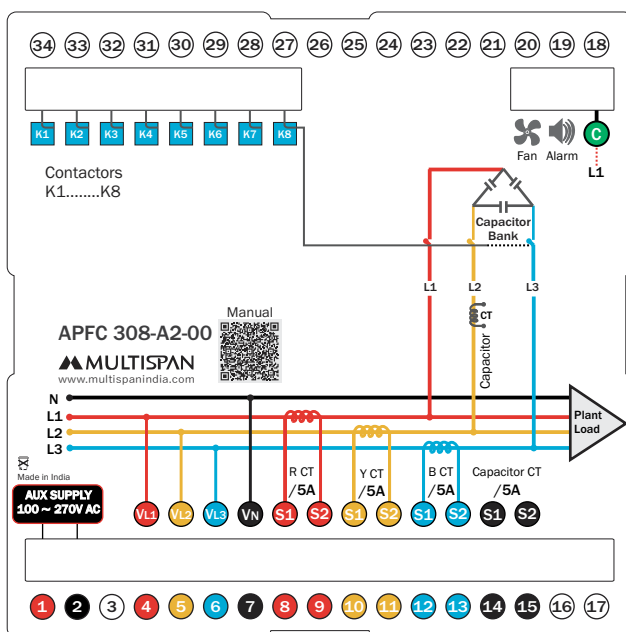 34 33 32 31 30 29 28 27 26 25 24 23 22 21 20 19 18
K1 K2 K3 K4 K5 K6 K7 K8
C
Fan Alarm
L1
Contactors
K1........K8
Capacitor
Bank
L1 L2 L3
CT
Capacitor
Manual
APFC 308-A2-00
MULTISPAN
www.multispanindia.com
N
L1
L2
L3
Plant
Load
Made in India
AUX SUPPLY
100 ~ 270V AC
R CT
/5A
Y CT
/5A
B CT
/5A
Capacitor CT
/5A
VL1 VL2 VL3 VN S1 S2 S1 S2 S1 S2 S1 S2
1 2 3 4 5 6 7 8 9 10 11 12 13 14 15 16 17